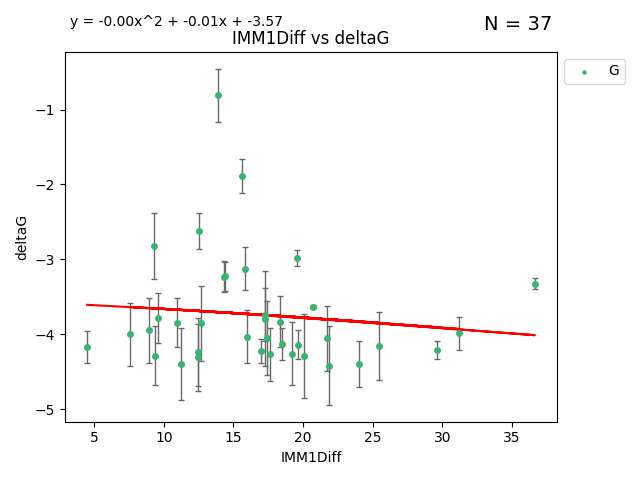 y = -0.00x^2 + -0.01x + -3.57
N = 37
IMM1Diff vs deltaG
G
deltaG
-1
-2
-3
-4
-5
5 10 15 20 25 30 35
IMM1Diff